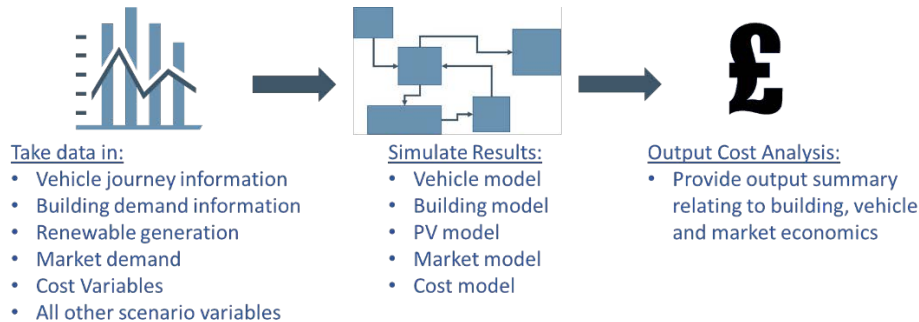 £
Take data in:
• Vehicle journey information
• Building demand information
• Renewable generation
• Market demand
• Cost Variables
• All other scenario variables
Simulate Results:
• Vehicle model
• Building model
• PV model
• Market model
• Cost model
Output Cost Analysis:
• Provide output summary
relating to building, vehicle
and market economics